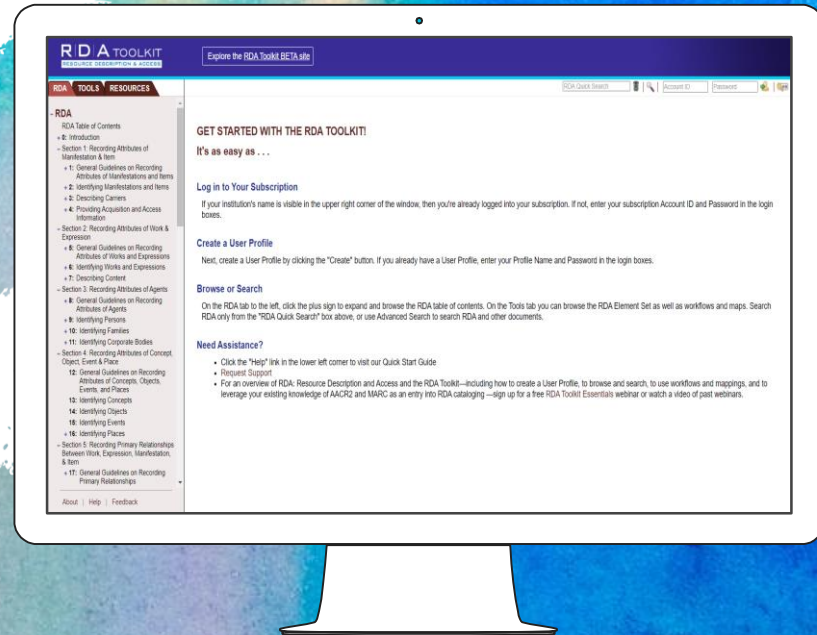 RDA TOOLKIT
RESOURCE DESCRIPTION & ACCESS
Explore the RDA Toolkit BETA site
RDA TOOLS RESOURCES
RDA Quick Search
Account ID
Password
- RDA
RDA Table of Contents
+ 0: Introduction
- Section 1: Recording Attributes of
Manifestation & Item
+ 1: General Guidelines on Recording
Attributes of Manifestations and Items
+ 2: Identifying Manifestations and Items
+ 3: Describing Carriers
+ 4: Providing Acquisition and Access
Information
- Section 2: Recording Attributes of Work &
Expression
+ 5: General Guidelines on Recording
Attributes of Works and Expressions
+ 6: Identifying Works and Expressions
+ 7: Describing Content
- Section 3: Recording Attributes of Agents
+ 8: General Guidelines on Recording
Attributes of Agents
+ 9: Identifying Persons
+ 10: Identifying Families
+ 11: Identifying Corporate Bodies
- Section 4: Recording Attributes of Concept,
Object, Event & Place
12: General Guidelines on Recording
Attributes of Concepts, Objects,
Events, and Places
13: Identifying Concepts
14: Identifying Objects
15: Identifying Events
+ 16: Identifying Places
- Section 5: Recording Primary Relationships
Between Work, Expression, Manifestation,
& Item
+ 17: General Guidelines on Recording
Primary Relationships
About | Help | Feedback
GET STARTED WITH THE RDA TOOLKIT!
It's as easy as . . .
Log in to Your Subscription
If your institution's name is visible in the upper right corner of the window, then you're already logged into your subscription. If not, enter your subscription Account ID and Password in the login
boxes.
Create a User Profile
Next, create a User Profile by clicking the "Create" button. If you already have a User Profile, enter your Profile Name and Password in the login boxes.
Browse or Search
On the RDA tab to the left, click the plus sign to expand and browse the RDA table of contents. On the Tools tab you can browse the RDA Element Set as well as workflows and maps. Search
RDA only from the "RDA Quick Search" box above, or use Advanced Search to search RDA and other documents.
Need Assistance?
• Click the "Help" link in the lower left corner to visit our Quick Start Guide
• Request Support
• For an overview of RDA: Resource Description and Access and the RDA Toolkit—including how to create a User Profile, to browse and search, to use workflows and mappings, and to
leverage your existing knowledge of AACR2 and MARC as an entry into RDA cataloging —sign up for a free RDA Toolkit Essentials webinar or watch a video of past webinars.